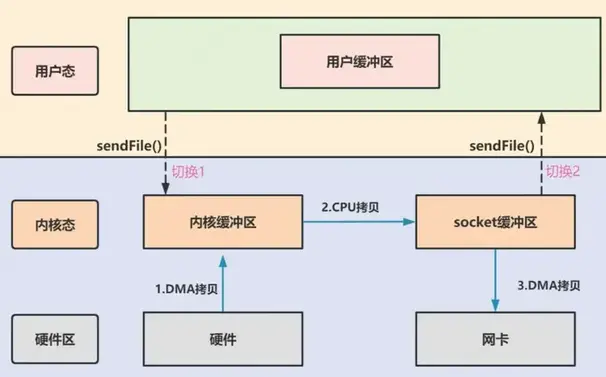 用户态
用户缓冲区
sendFile()
切换1
sendFile()
切换2
内核态
内核缓冲区
2.CPU拷贝
socket缓冲区
1.DMA拷贝
3.DMA拷贝
硬件区
硬件
网卡